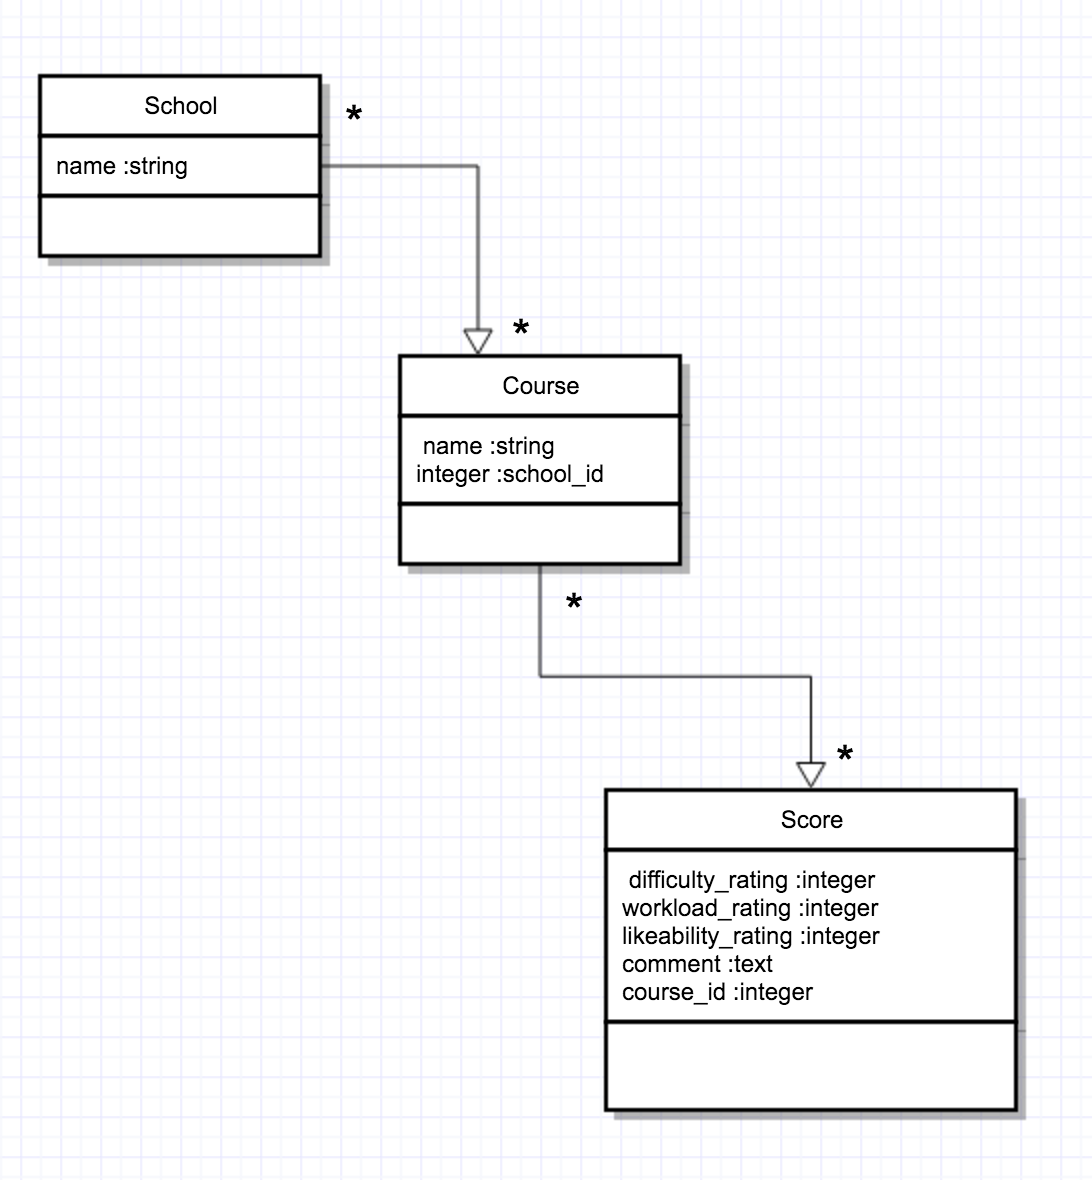 School
*
name :string
*
Course
name :string
integer :school_id
*
*
Score
difficulty_rating :integer
workload_rating :integer
likeability_rating :integer
comment :text
course_id :integer